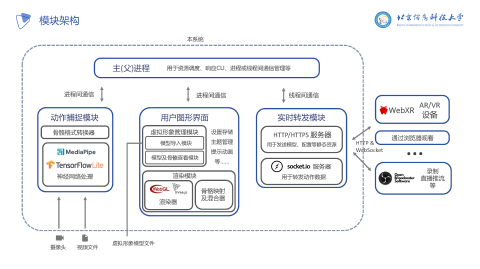 模块架构
北京信息科技大学
本系统
主(父)进程
用于资源调度、响应CLI、进程或线程间通信管理等
进程间通信
进程间通信
线程间通信
动作捕捉模块
骨骼格式转换器
MediaPipe
TensorFlowLite
神经网络处理
用户图形界面
虚拟形象管理模块
模型导入模块
模型及骨骼查看模块
设置存储
主题管理
提示动画
等……
渲染模块
WebGL
three.js
渲染器
骨骼映射
及混合器
实时转发模块
HTTP/HTTPS 服务器
用于发送模型、配置等静态资源
socket.io 服务器
用于转发动作数据
HTTP &
WebSocket
WebXR
AR/VR
设备
通过浏览器观看
Open
Broadcaster
Software
录制
直播推流
等
摄像头
视频文件
虚拟形象模型文件